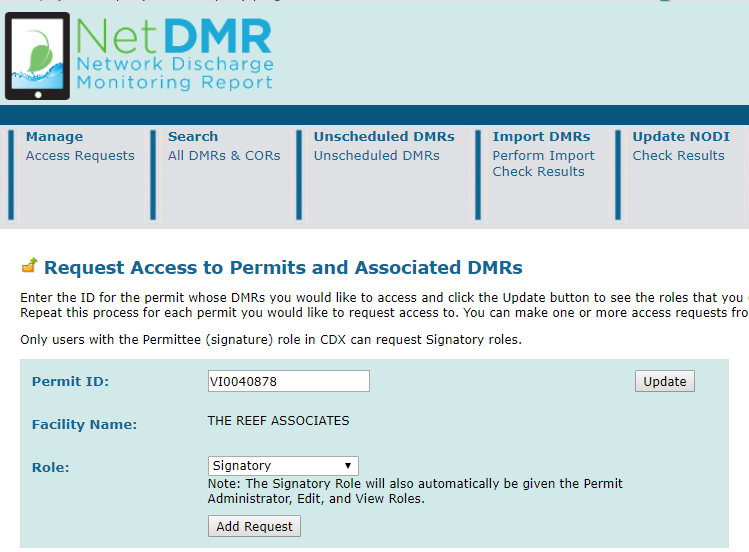 NetDMR
Network Discharge
Monitoring Report
Manage
Access Requests
Search
All DMRs & CORs
Unscheduled DMRs
Unscheduled DMRs
Import DMRs
Perform Import
Check Results
Update NODI
Check Results
Request Access to Permits and Associated DMRs
Enter the ID for the permit whose DMRs you would like to access and click the Update button to see the roles that you
Repeat this process for each permit you would like to request access to. You can make one or more access requests fro
Only users with the Permittee (signature) role in CDX can request Signatory roles.
Permit ID: VI0040878 Update
Facility Name: THE REEF ASSOCIATES
Role: Signatory
Note: The Signatory Role will also automatically be given the Permit
Administrator, Edit, and View Roles.
Add Request